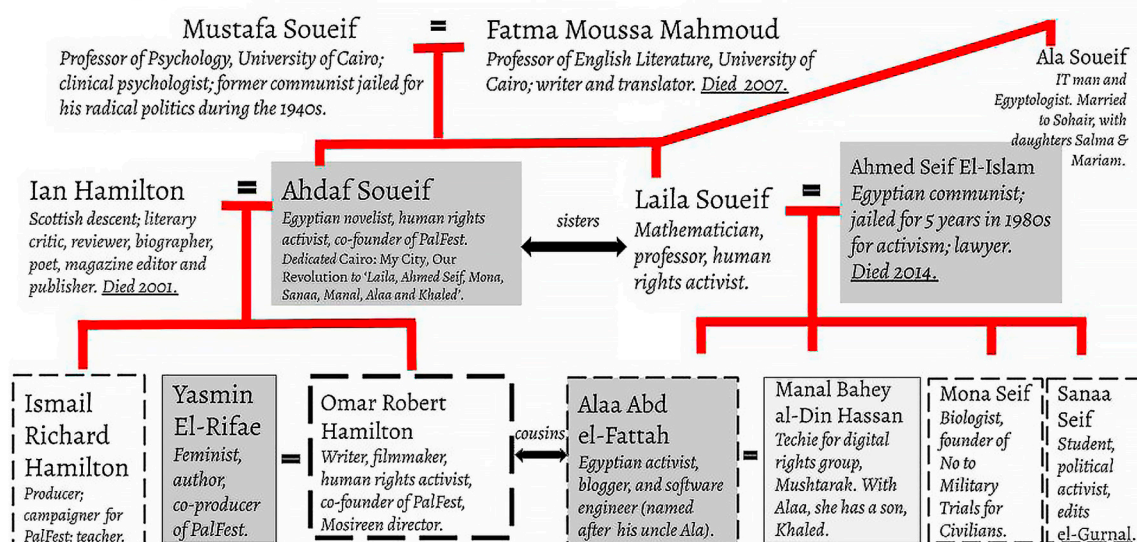 Mustafa Soueif
Professor of Psychology, University of Cairo;
clinical psychologist; former communist jailed for
his radical politics during the 1940s.
=
Fatma Moussa Mahmoud
Professor of English Literature, University of
Cairo; writer and translator. Died 2007.
Ala Soueif
IT man and
Egyptologist. Married
to Sohair, with
daughters Salma &
Mariam.
Ian Hamilton
Scottish descent; literary
critic, reviewer, biographer,
poet, magazine editor and
publisher. Died 2001.
=
Ahdaf Soueif
Egyptian novelist, human rights
activist, co-founder of PalFest.
Dedicated Cairo: My City, Our
Revolution to ‘Laila, Ahmed Seif, Mona,
Sanaa, Manal, Alaa and Khaled’.
sisters
Laila Soueif
Mathematician,
professor, human
rights activist.
=
Ahmed Seif El-Islam
Egyptian communist;
jailed for 5 years in 1980s
for activism; lawyer.
Died 2014.
Ismail
Richard
Hamilton
Producer;
campaigner for
PalFest; teacher.
Yasmin
El-Rifae
Feminist,
author,
co-producer
of PalFest.
=
Omar Robert
Hamilton
Writer, filmmaker,
human rights activist,
co-founder of PalFest,
Mosireen director.
cousins
Alaa Abd
el-Fattah
Egyptian activist,
blogger, and software
engineer (named
after his uncle Ala).
=
Manal Bahey
al-Din Hassan
Techie for digital
rights group,
Mushtarak. With
Alaa, she has a son,
Khaled.
Mona Seif
Biologist,
founder of
No to
Military
Trials for
Civilians.
Sanaa
Seif
Student,
political
activist,
edits
el-Gurnal.